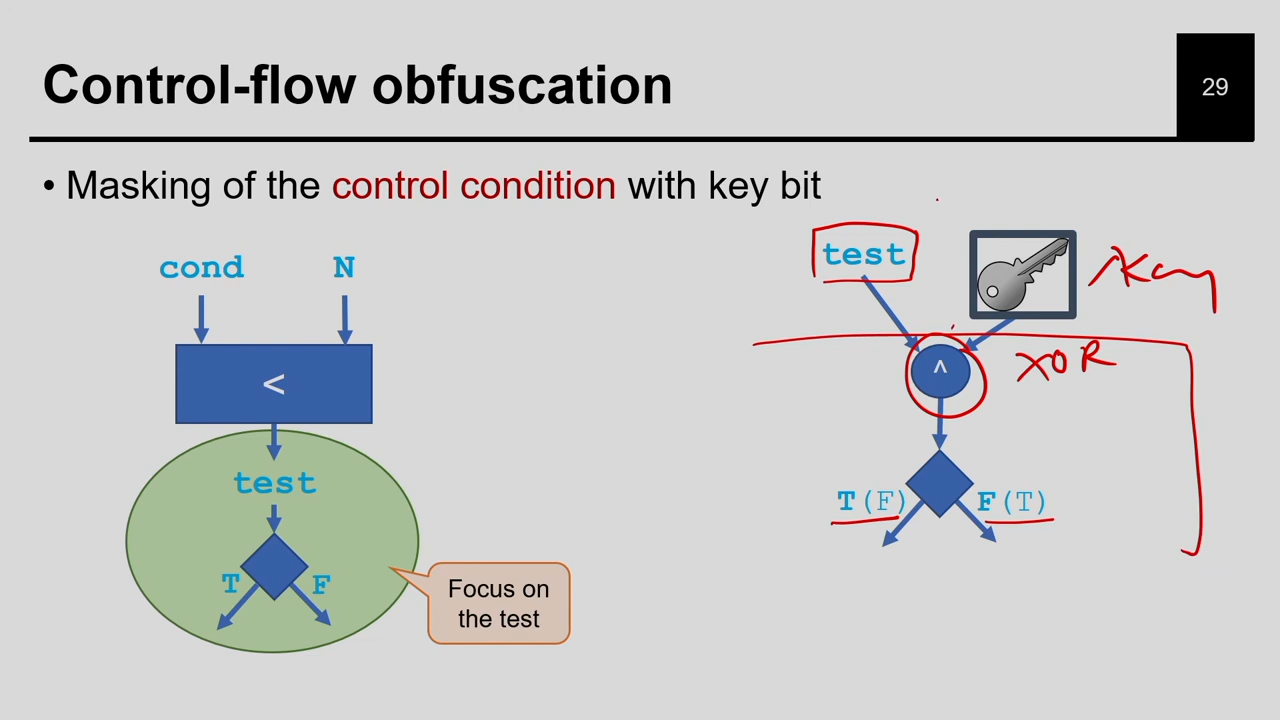 Control-flow obfuscation
29
• Masking of the control condition with key bit
cond N
<
test
T F
Focus on
the test
test
Key
^ XOR
T(F) F(T)